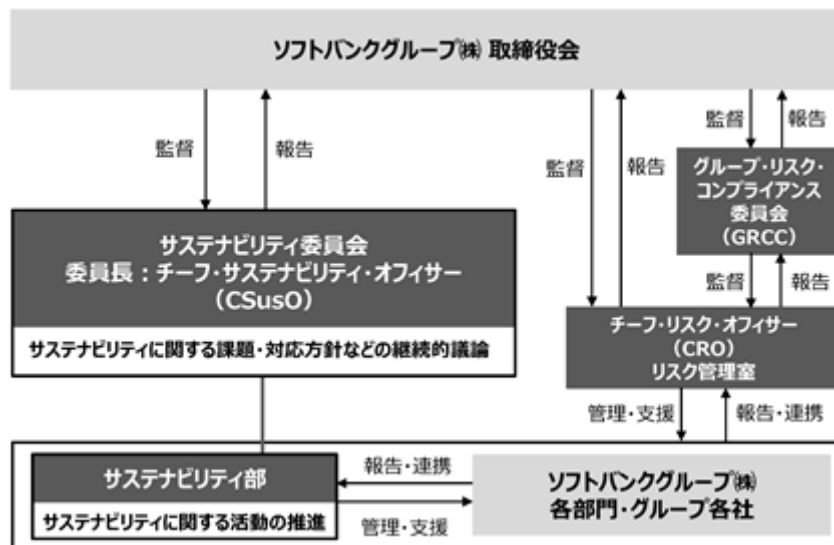 ソフトバンクグループ㈱ 取締役会
監督
報告
監督
報告
監督
報告
グループ・リスク・
コンプライアンス
委員会
（GRCC）
サステナビリティ委員会
委員長：チーフ・サステナビリティ・オフィサー
（CSusO）
サステナビリティに関する課題・対応方針などの継続的議論
監督
報告
チーフ・リスク・オフィサー
（CRO）
リスク管理室
管理・支援
報告・連携
サステナビリティ部
サステナビリティに関する活動の推進
報告・連携
管理・支援
ソフトバンクグループ㈱
各部門・グループ各社